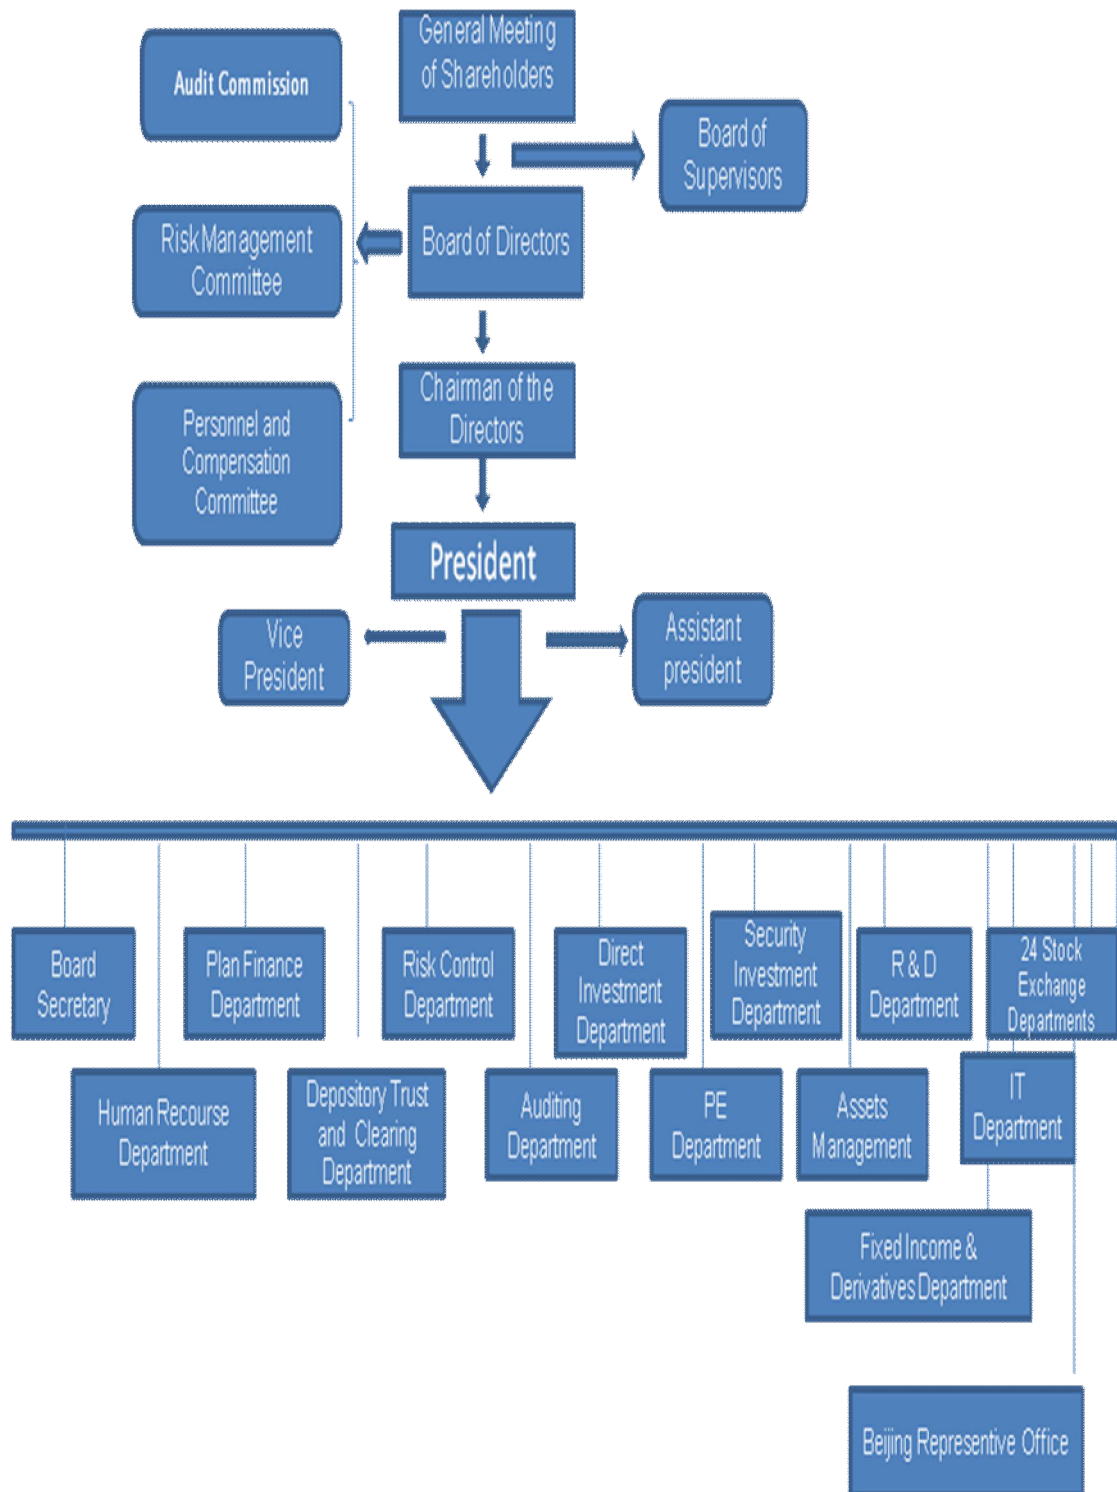 General Meeting
of Shareholders
Audit Commission
Board of
Supervisors
Risk Management
Committee
Board of Directors
Chairman of the
Directors
Personnel and
Compensation
Committee
President
Vice
President
Assistant
president
Board
Secretary
Plan Finance
Department
Risk Control
Department
Direct
Investment
Department
Security
Investment
Department
R & D
Department
24 Stock
Exchange
Departments
Human Recourse
Department
Depository Trust
and Clearing
Department
Auditing
Department
PE
Department
Assets
Management
IT
Department
Fixed Income &
Derivatives Department
Beijing Representive Office